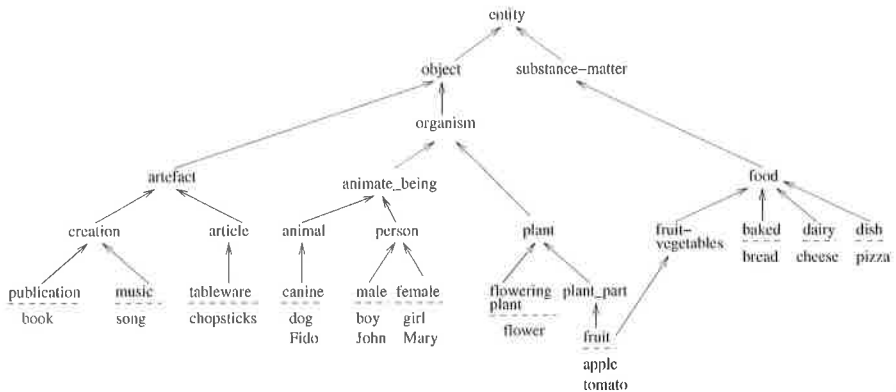 entity
object
substance-matter
organism
artefact
animate_being
food
creation
article
animal
person
plant
fruit-
vegetables
baked
dairy
dish
bread
cheese
pizza
publication
music
tableware
canine
male
female
flowering
plant
plant_part
book
song
chopsticks
dog
Fido
boy
John
girl
Mary
flower
fruit
apple
tomato